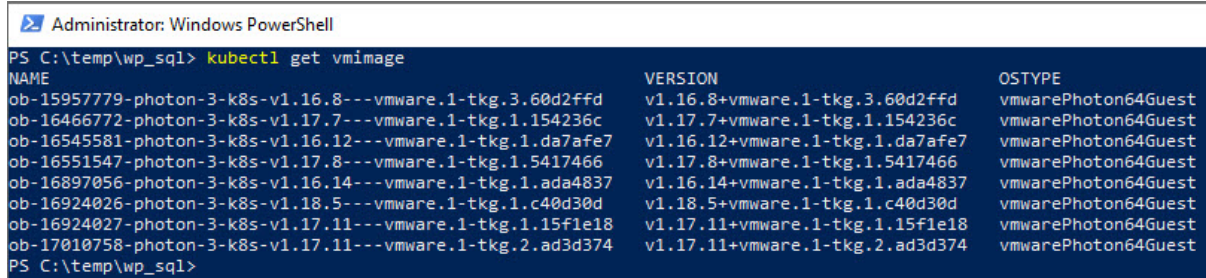 Administrator: Windows PowerShell
PS C:\temp\wp_sql> kubectl get vmimage
NAME VERSION OSTYPE
ob-15957779-photon-3-k8s-v1.16.8---vmware.1-tkg.3.60d2ffd v1.16.8+vmware.1-tkg.3.60d2ffd vmwarePhoton64Guest
ob-16466772-photon-3-k8s-v1.17.7---vmware.1-tkg.1.154236c v1.17.7+vmware.1-tkg.1.154236c vmwarePhoton64Guest
ob-16545581-photon-3-k8s-v1.16.12---vmware.1-tkg.1.da7afe7 v1.16.12+vmware.1-tkg.1.da7afe7 vmwarePhoton64Guest
ob-16551547-photon-3-k8s-v1.17.8---vmware.1-tkg.1.5417466 v1.17.8+vmware.1-tkg.1.5417466 vmwarePhoton64Guest
ob-16897056-photon-3-k8s-v1.16.14---vmware.1-tkg.1.ada4837 v1.16.14+vmware.1-tkg.1.ada4837 vmwarePhoton64Guest
ob-16924026-photon-3-k8s-v1.18.5---vmware.1-tkg.1.c40d30d v1.18.5+vmware.1-tkg.1.c40d30d vmwarePhoton64Guest
ob-16924027-photon-3-k8s-v1.17.11---vmware.1-tkg.1.15f1e18 v1.17.11+vmware.1-tkg.1.15f1e18 vmwarePhoton64Guest
ob-17010758-photon-3-k8s-v1.17.11---vmware.1-tkg.2.ad3d374 v1.17.11+vmware.1-tkg.2.ad3d374 vmwarePhoton64Guest
PS C:\temp\wp_sql>